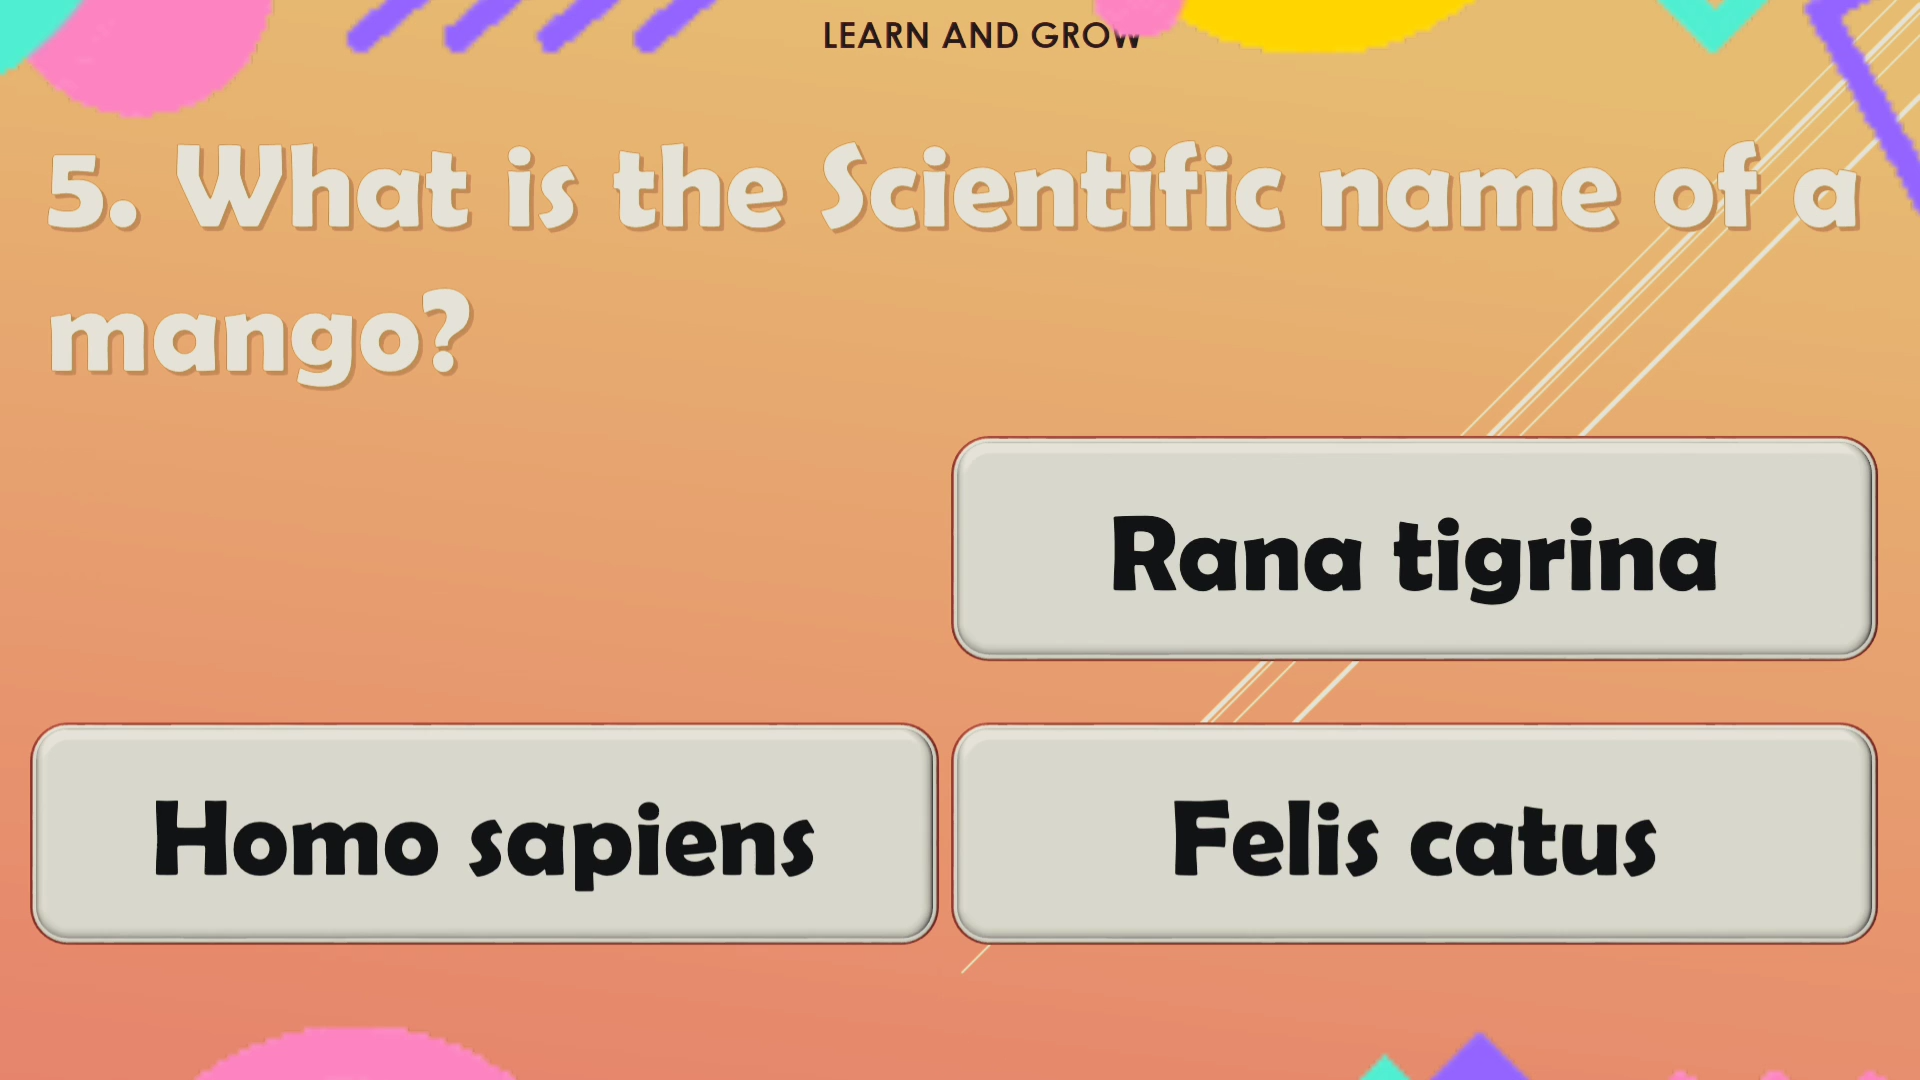 LEARN AND GROW
5. What is the Scientific name of a
mango?
Rana tigrina
Homo sapiens
Felis catus